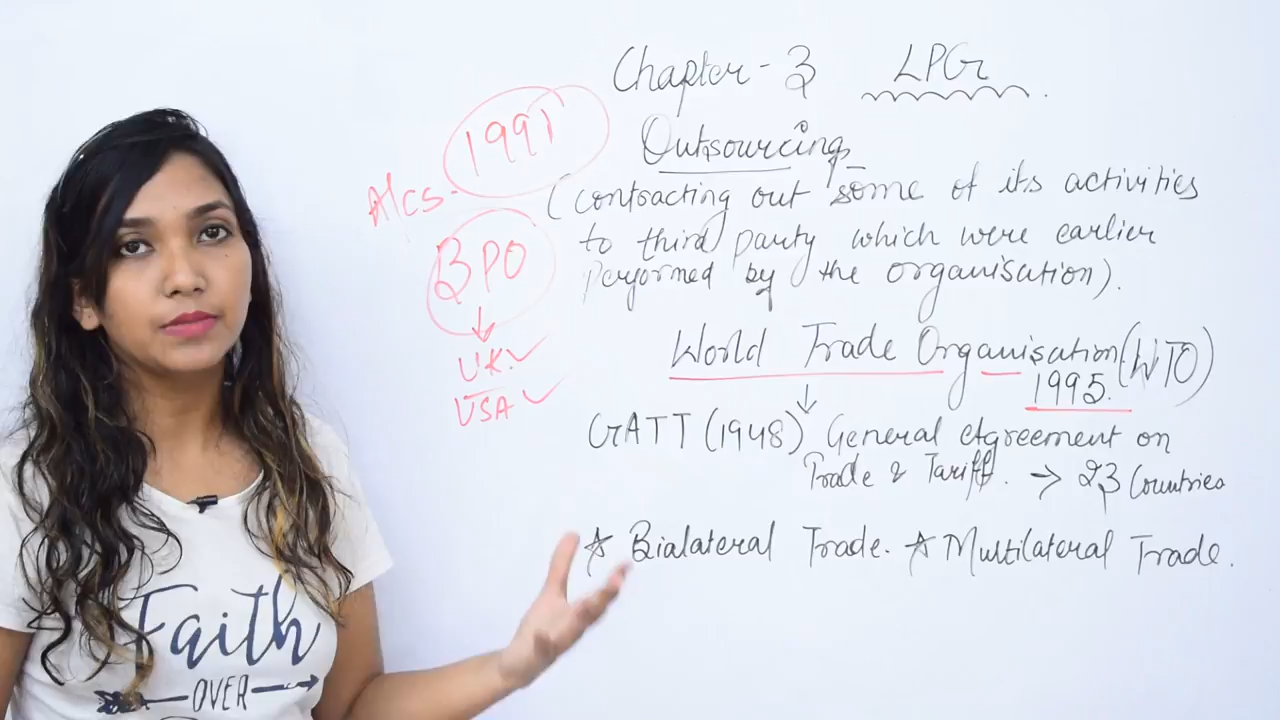 Chapter - 3 LPG
Outsourcing
(contracting out some of its activities
to third party which were earlier
performed by the organisation).
World Trade Organisation (WTO)
1995.
GATT (1948) General Agreement on
Trade & Tariff. → 23 Countries
☆ Bialateral Trade. ☆ Multilateral Trade.
1991
A/cs -
BPO
↓
UK. ✓
USA ✓
Faith
OVER